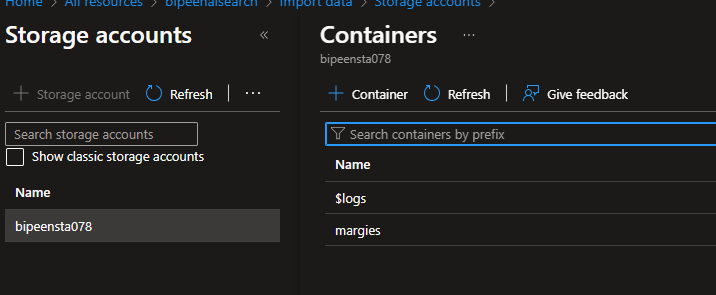 Home > All resources > bipeenaisearch > Import data > Storage accounts >
Storage accounts «
+ Storage account Refresh ...
Search storage accounts
Show classic storage accounts
Name
bipeensta078
Containers ...
bipeensta078
+ Container Refresh Give feedback
Search containers by prefix
Name
$logs
margies